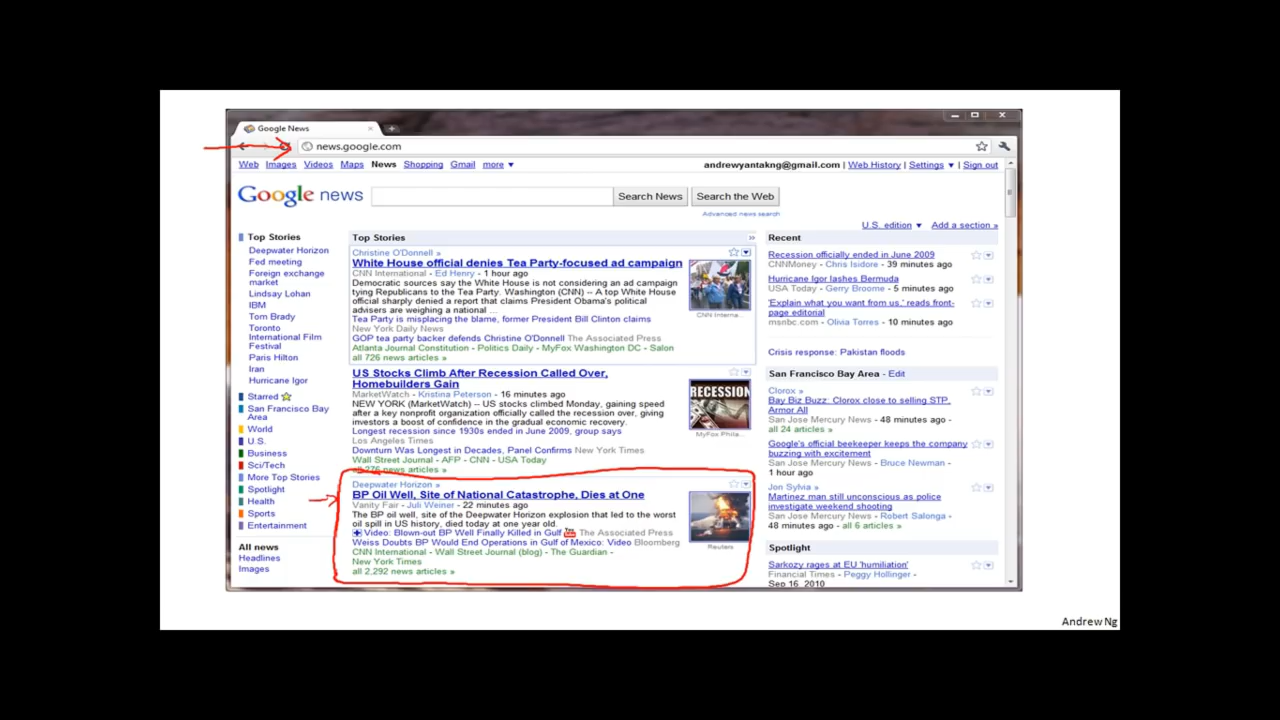 Google News
news.google.com
Web Images Videos Maps News Shopping Gmail more ▼
andrewyantakng@gmail.com | Web History | Settings ▼ | Sign out
Google news
Search News
Search the Web
Advanced news search
U.S. edition ▼ Add a section »
Top Stories
Deepwater Horizon
Fed meeting
Foreign exchange
market
Lindsay Lohan
IBM
Tom Brady
Toronto
International Film
Festival
Paris Hilton
Iran
Hurricane Igor
Starred
San Francisco Bay
Area
World
U.S.
Business
Sci/Tech
More Top Stories
Spotlight
Health
Sports
Entertainment
All news
Headlines
Images
Top Stories
Christine O'Donnell »
White House official denies Tea Party-focused ad campaign
CNN International - Ed Henry - 1 hour ago
Democratic sources say the White House is not considering an ad campaign
tying Republicans to the Tea Party. Washington (CNN) -- A top White House
official sharply denied a report that claims President Obama's political
advisers are weighing a national ...
Tea Party is misplacing the blame, former President Bill Clinton claims
New York Daily News
GOP tea party backer defends Christine O'Donnell The Associated Press
Atlanta Journal Constitution - Politics Daily - MyFox Washington DC - Salon
all 726 news articles »
CNN Interna...
US Stocks Climb After Recession Called Over,
Homebuilders Gain
MarketWatch - Kristina Peterson - 16 minutes ago
NEW YORK (MarketWatch) -- US stocks climbed Monday, gaining speed
after a key nonprofit organization officially called the recession over, giving
investors a boost of confidence in the gradual economic recovery.
Longest recession since 1930s ended in June 2009, group says
Los Angeles Times
Downturn Was Longest in Decades, Panel Confirms New York Times
Wall Street Journal - AFP - CNN - USA Today
all 276 news articles »
RECESSION
MyFox Phila...
Deepwater Horizon »
BP Oil Well, Site of National Catastrophe, Dies at One
Vanity Fair - Juli Weiner - 22 minutes ago
The BP oil well, site of the Deepwater Horizon explosion that led to the worst
oil spill in US history, died today at one year old.
Video: Blown-out BP Well Finally Killed in Gulf The Associated Press
Weiss Doubts BP Would End Operations in Gulf of Mexico: Video Bloomberg
CNN International - Wall Street Journal (blog) - The Guardian -
New York Times
all 2,292 news articles »
Reuters
Recent
Recession officially ended in June 2009
CNNMoney - Chris Isidore - 39 minutes ago
Hurricane Igor lashes Bermuda
USA Today - Gerry Broome - 5 minutes ago
'Explain what you want from us,' reads front-
page editorial
msnbc.com - Olivia Torres - 10 minutes ago
Crisis response: Pakistan floods
San Francisco Bay Area - Edit
Clorox »
Bay Biz Buzz: Clorox close to selling STP,
Armor All
San Jose Mercury News - 48 minutes ago -
all 24 articles »
Google's official beekeeper keeps the company
buzzing with excitement
San Jose Mercury News - Bruce Newman -
1 hour ago
Jon Sylvia »
Martinez man still unconscious as police
investigate weekend shooting
San Jose Mercury News - Robert Salonga -
48 minutes ago - all 6 articles »
Spotlight
Sarkozy rages at EU 'humiliation'
Financial Times - Peggy Hollinger -
Sep 16, 2010
Andrew Ng